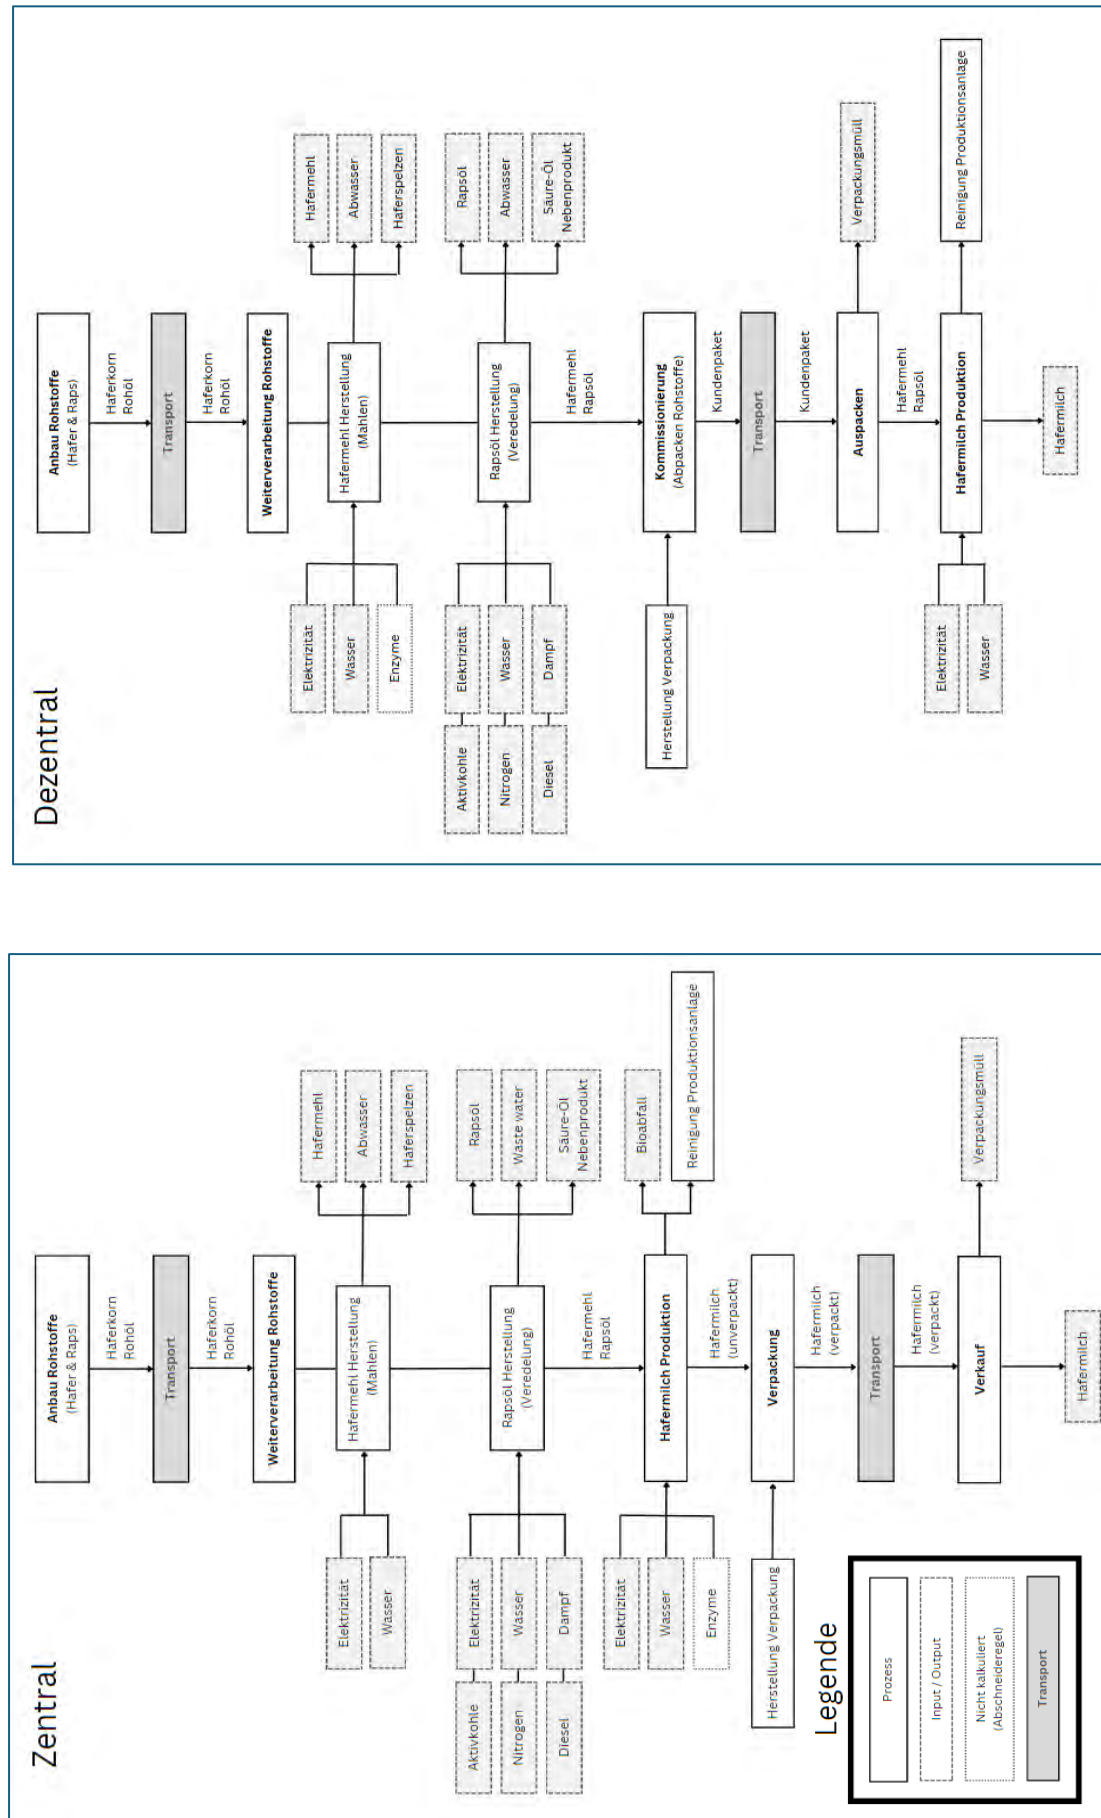 Zentral
Anbau Rohstoffe
(Hafer & Raps)
Haferkorn
Rohöl
Transport
Haferkorn
Rohöl
Weiterverarbeitung Rohstoffe
Elektrizität
Wasser
Hafermehl Herstellung
(Mahlen)
Hafermehl
Abwasser
Haferspelzen
Aktivkohle
Nitrogen
Diesel
Elektrizität
Wasser
Dampf
Rapsöl Herstellung
(Veredelung)
Rapsöl
Waste water
Säure-Öl
Nebenprodukt
Hafermehl
Rapsöl
Elektrizität
Wasser
Enzyme
Hafermilch Produktion
Bioabfall
Reinigung Produktionsanlage
Hafermilch
(unverpackt)
Herstellung Verpackung
Verpackung
Hafermilch
(verpackt)
Transport
Hafermilch
(verpackt)
Verkauf
Verpackungsmüll
Hafermilch
Legende
Prozess
Input / Output
Nicht kalkuliert
(Abschneideregel)
Transport
Dezentral
Anbau Rohstoffe
(Hafer & Raps)
Haferkorn
Rohöl
Transport
Haferkorn
Rohöl
Weiterverarbeitung Rohstoffe
Elektrizität
Wasser
Enzyme
Hafermehl Herstellung
(Mahlen)
Hafermehl
Abwasser
Haferspelzen
Aktivkohle
Nitrogen
Diesel
Elektrizität
Wasser
Dampf
Rapsöl Herstellung
(Veredelung)
Rapsöl
Abwasser
Säure-Öl
Nebenprodukt
Hafermehl
Rapsöl
Herstellung Verpackung
Kommissionierung
(Abpacken Rohstoffe)
Kundenpaket
Transport
Kundenpaket
Auspacken
Verpackungsmüll
Hafermehl
Rapsöl
Elektrizität
Wasser
Hafermilch Produktion
Reinigung Produktionsanlage
Hafermilch